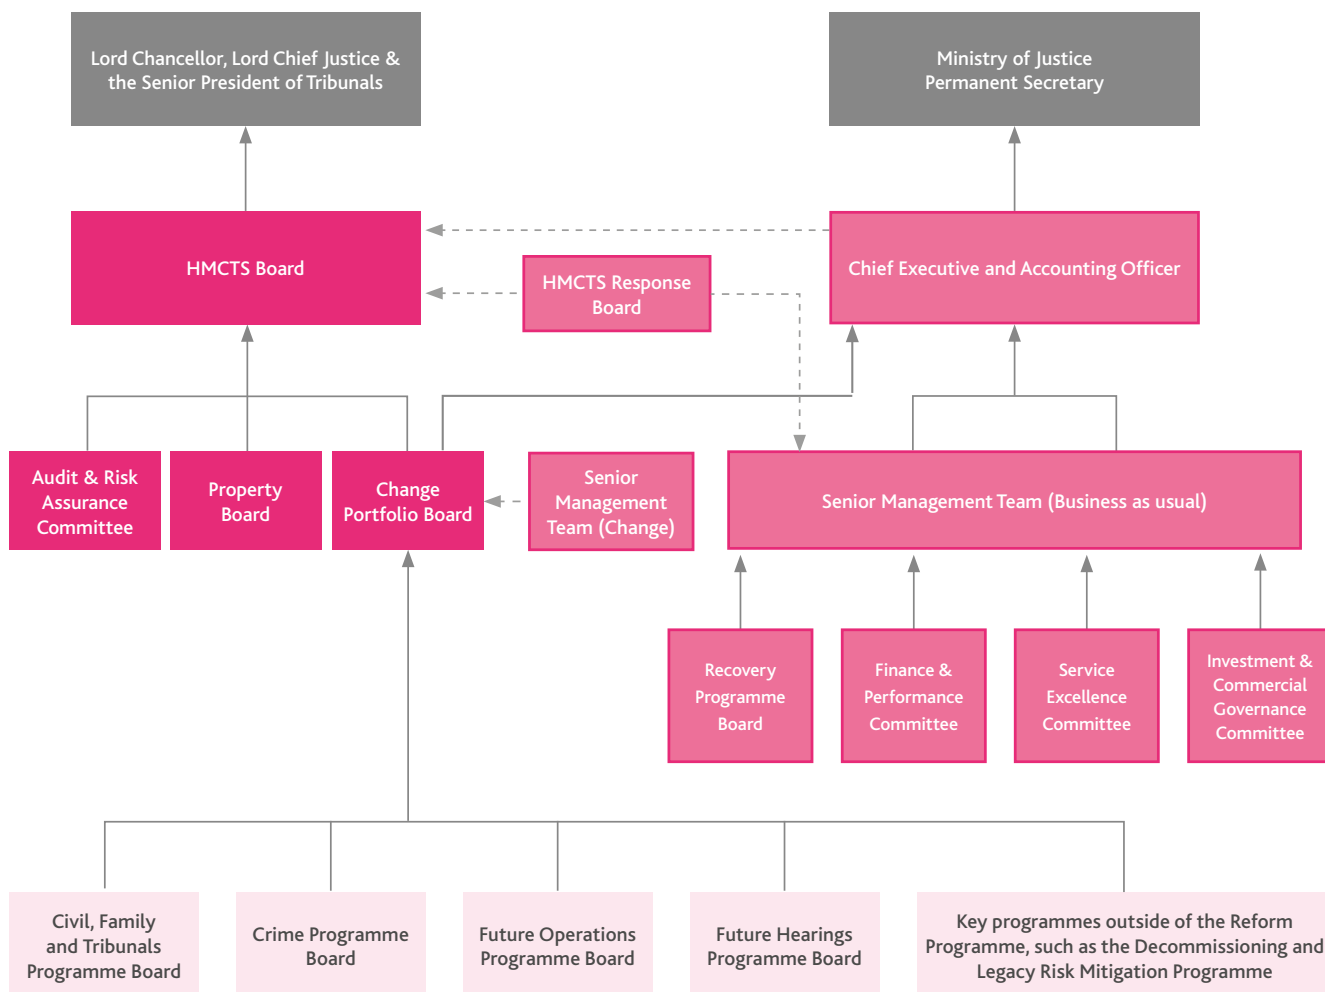 Lord Chancellor, Lord Chief Justice &
the Senior President of Tribunals
Ministry of Justice
Permanent Secretary
HMCTS Board
HMCTS Response
Board
Chief Executive and Accounting Officer
Audit & Risk
Assurance
Committee
Property
Board
Change
Portfolio Board
Senior
Management
Team (Change)
Senior Management Team (Business as usual)
Recovery
Programme
Board
Finance &
Performance
Committee
Service
Excellence
Committee
Investment &
Commercial
Governance
Committee
Civil, Family
and Tribunals
Programme Board
Crime Programme
Board
Future Operations
Programme Board
Future Hearings
Programme Board
Key programmes outside of the Reform
Programme, such as the Decommissioning and
Legacy Risk Mitigation Programme